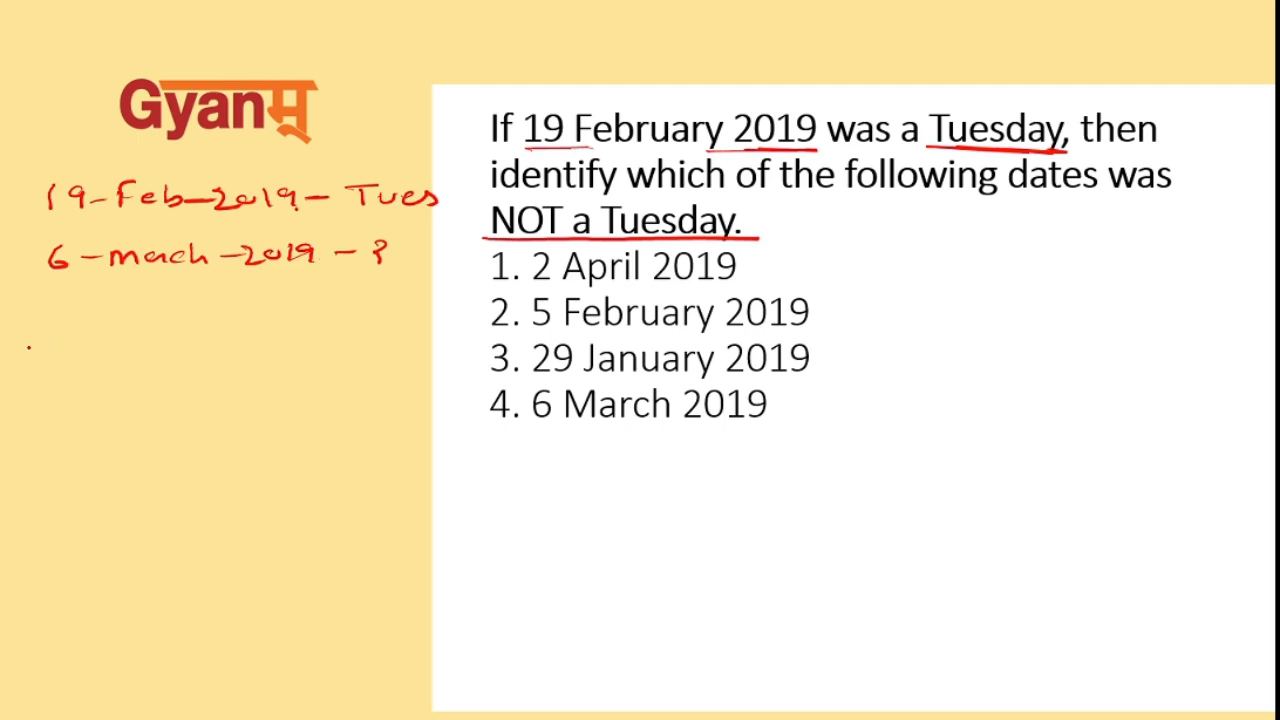 Gyanम्
19-Feb-2019- Tues
6-march-2019-?
If 19 February 2019 was a Tuesday, then
identify which of the following dates was
NOT a Tuesday.
1. 2 April 2019
2. 5 February 2019
3. 29 January 2019
4. 6 March 2019